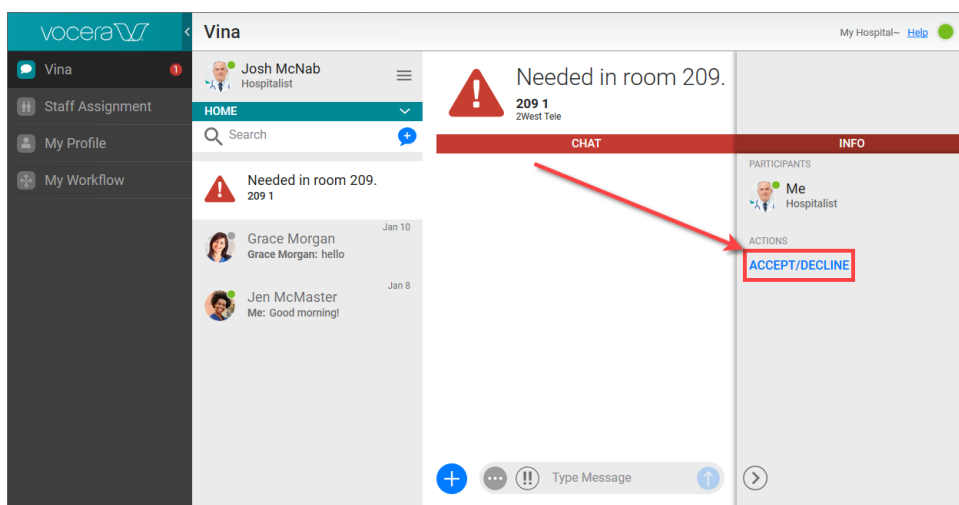 vocera
Vina
My Hospital~ Help
Vina 1
Staff Assignment
My Profile
My Workflow
Josh McNab
Hospitalist
HOME
Search
Needed in room 209.
209 1
Jan 10
Grace Morgan
Grace Morgan: hello
Jan 8
Jen McMaster
Me: Good morning!
Needed in room 209.
209 1
2West Tele
CHAT
Type Message
INFO
PARTICIPANTS
Me
Hospitalist
ACTIONS
ACCEPT/DECLINE